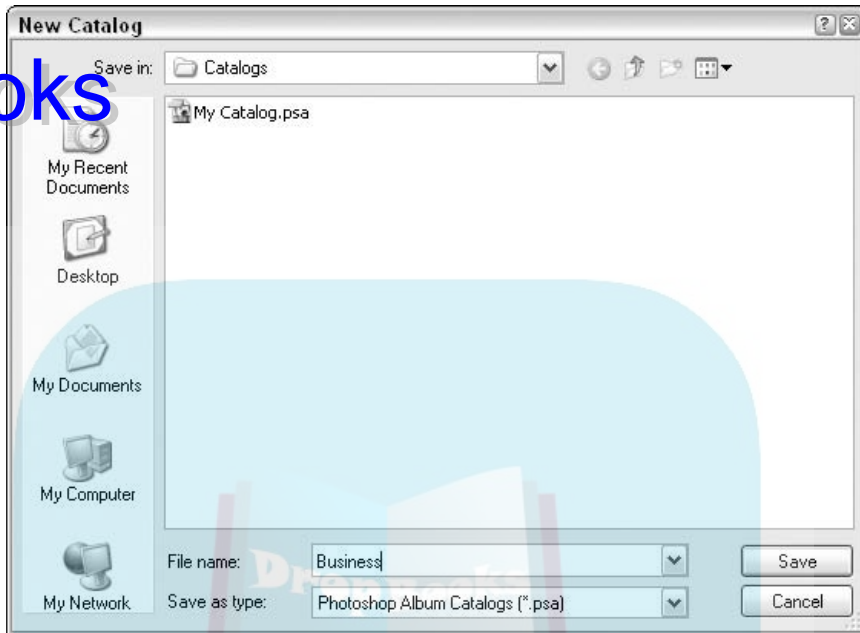 New Catalog
Save in:
Catalogs
oks
My Catalog.psa
My Recent
Documents
Desktop
My Documents
My Computer
My Network
File name:
Business
Save
Save as type:
Photoshop Album Catalogs (*.psa)
Cancel
DropBooks